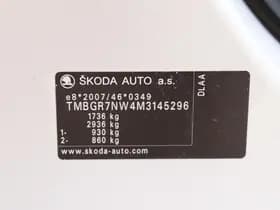 ŠKODA AUTO a.s.
e8*2007/46*0349
TMBGR7NW4M3145296
1736 kg
2936 kg
1- 930 kg
2- 860 kg
www.skoda-auto.com
DLAA